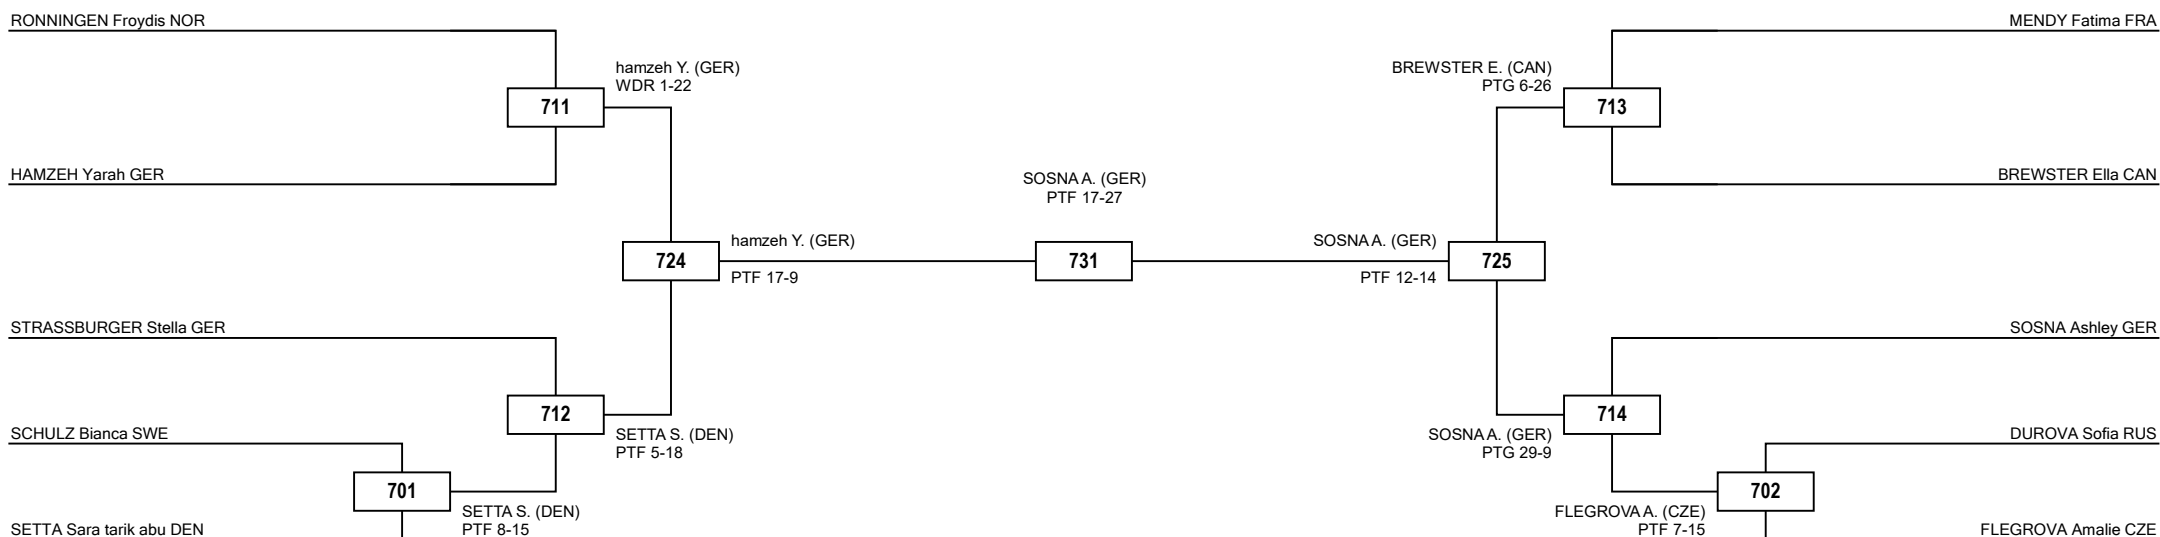 RONNINGEN Froydis NOR
MENDY Fatima FRA
hamzeh Y. (GER)
WDR 1-22
BREWSTER E. (CAN)
PTG 6-26
711
713
HAMZEH Yarah GER
SOSNA A. (GER)
PTF 17-27
BREWSTER Ella CAN
hamzeh Y. (GER)
SOSNA A. (GER)
724
731
725
PTF 17-9
PTF 12-14
STRASSBURGER Stella GER
SOSNA Ashley GER
712
714
SCHULZ Bianca SWE
SETTA S. (DEN)
PTF 5-18
SOSNA A. (GER)
PTG 29-9
DUROVA Sofia RUS
701
702
SETTA S. (DEN)
PTF 8-15
FLEGROVA A. (CZE)
PTF 7-15
SETTA Sara tarik abu DEN
FLEGROVA Amalie CZE